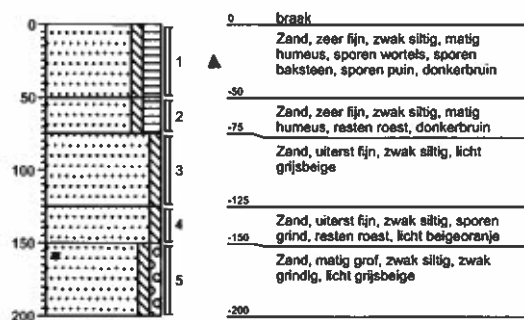 0
0 braak
Zand, zeer fijn, zwak siltig, matig
humeus, sporen wortels, sporen
baksteen, sporen puin, donkerbruin
1
50
-50
Zand, zeer fijn, zwak siltig, matig
humeus, resten roest, donkerbruin
2
-75
Zand, uiterst fijn, zwak siltig, licht
grijsbeige
3
100
-125
Zand, uiterst fijn, zwak siltig, sporen
grind, resten roest, licht beigeoranje
4
150
-150
Zand, matig grof, zwak siltig, zwak
grindig, licht grijsbeige
5
200
-200